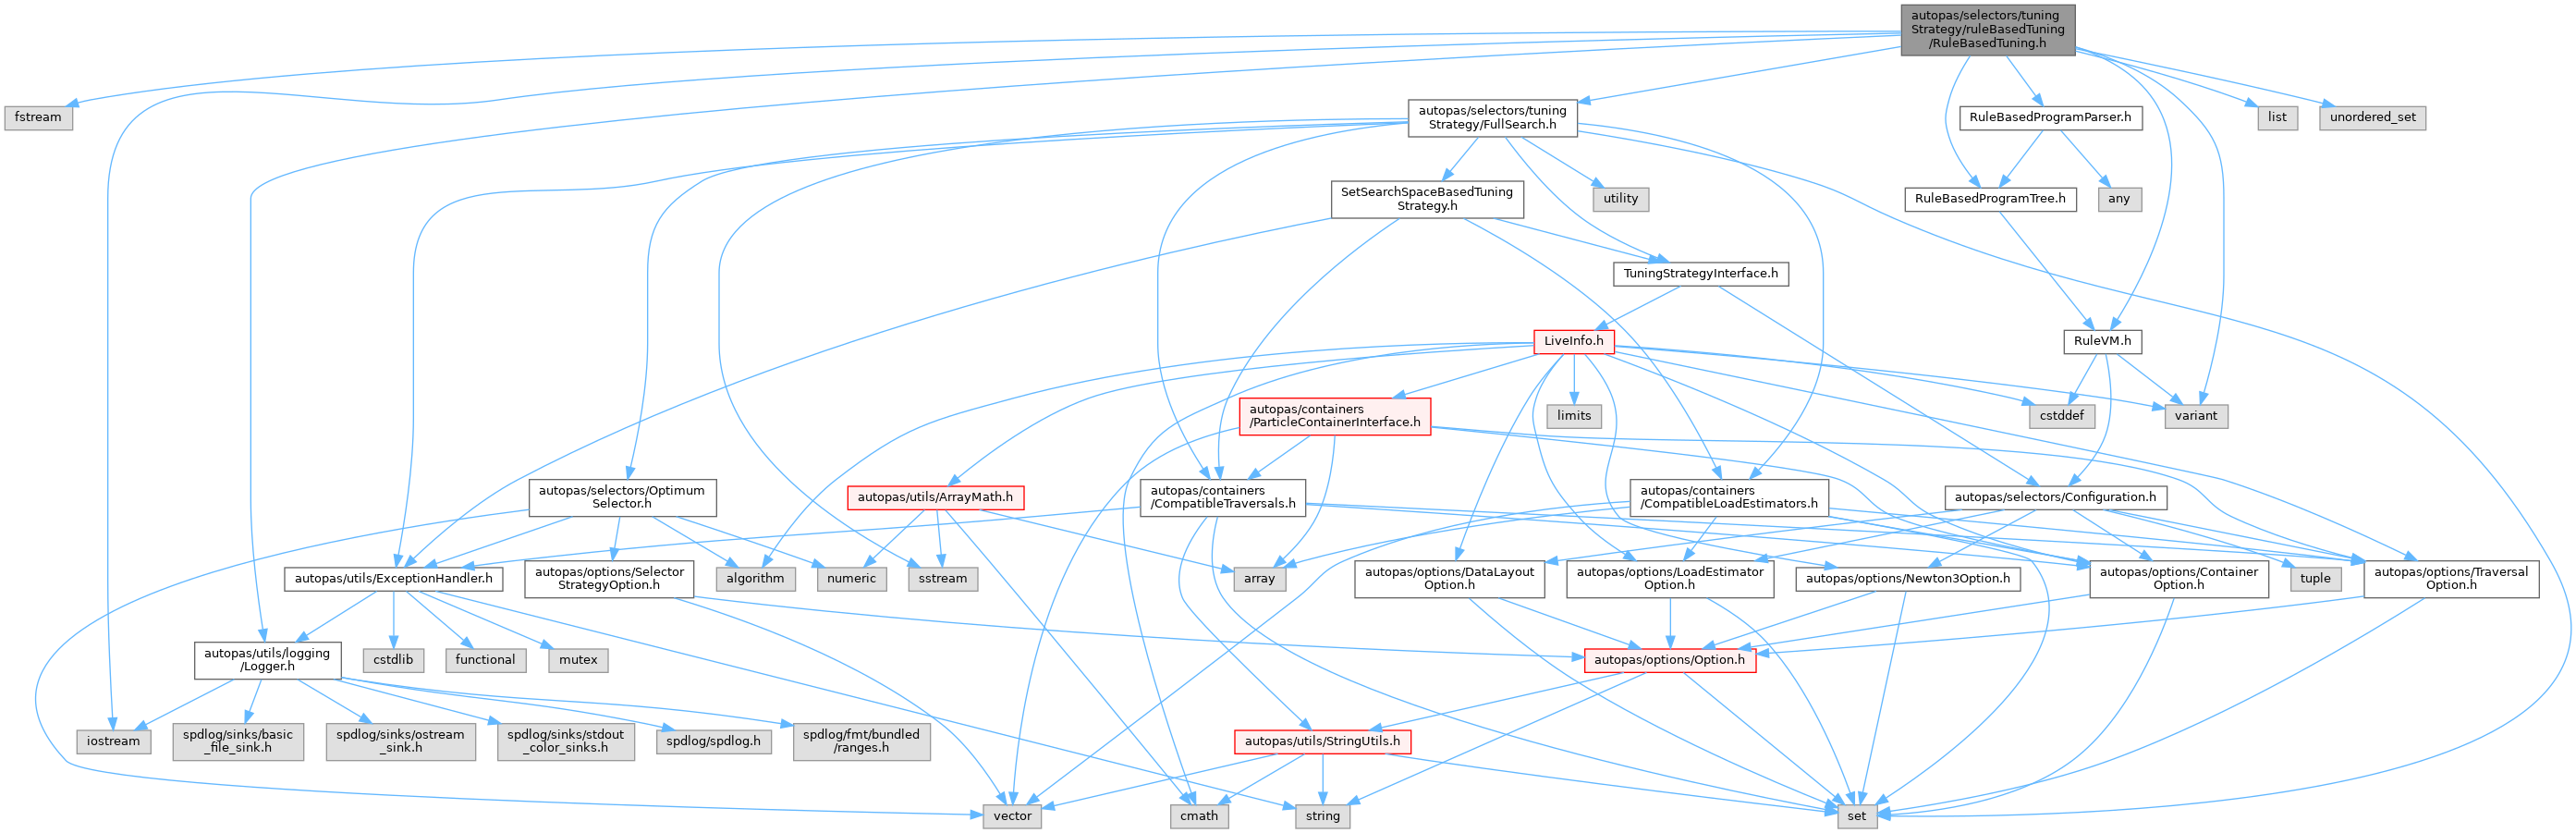 autopas/selectors/tuning
Strategy/ruleBasedTuning
/RuleBasedTuning.h
fstream
autopas/selectors/tuning
Strategy/FullSearch.h
RuleBasedProgramParser.h
list
unordered_set
SetSearchSpaceBasedTuning
Strategy.h
utility
RuleBasedProgramTree.h
any
TuningStrategyInterface.h
LiveInfo.h
RuleVM.h
autopas/containers
/ParticleContainerInterface.h
limits
cstddef
variant
autopas/selectors/Optimum
Selector.h
autopas/utils/ArrayMath.h
autopas/containers
/CompatibleTraversals.h
autopas/containers
/CompatibleLoadEstimators.h
autopas/selectors/Configuration.h
autopas/utils/ExceptionHandler.h
autopas/options/Selector
StrategyOption.h
algorithm
numeric
sstream
array
autopas/options/DataLayout
Option.h
autopas/options/LoadEstimator
Option.h
autopas/options/Newton3Option.h
autopas/options/Container
Option.h
tuple
autopas/options/Traversal
Option.h
autopas/utils/logging
/Logger.h
cstdlib
functional
mutex
autopas/options/Option.h
iostream
spdlog/sinks/basic
_file_sink.h
spdlog/sinks/ostream
_sink.h
spdlog/sinks/stdout
_color_sinks.h
spdlog/spdlog.h
spdlog/fmt/bundled
/ranges.h
autopas/utils/StringUtils.h
vector
cmath
string
set